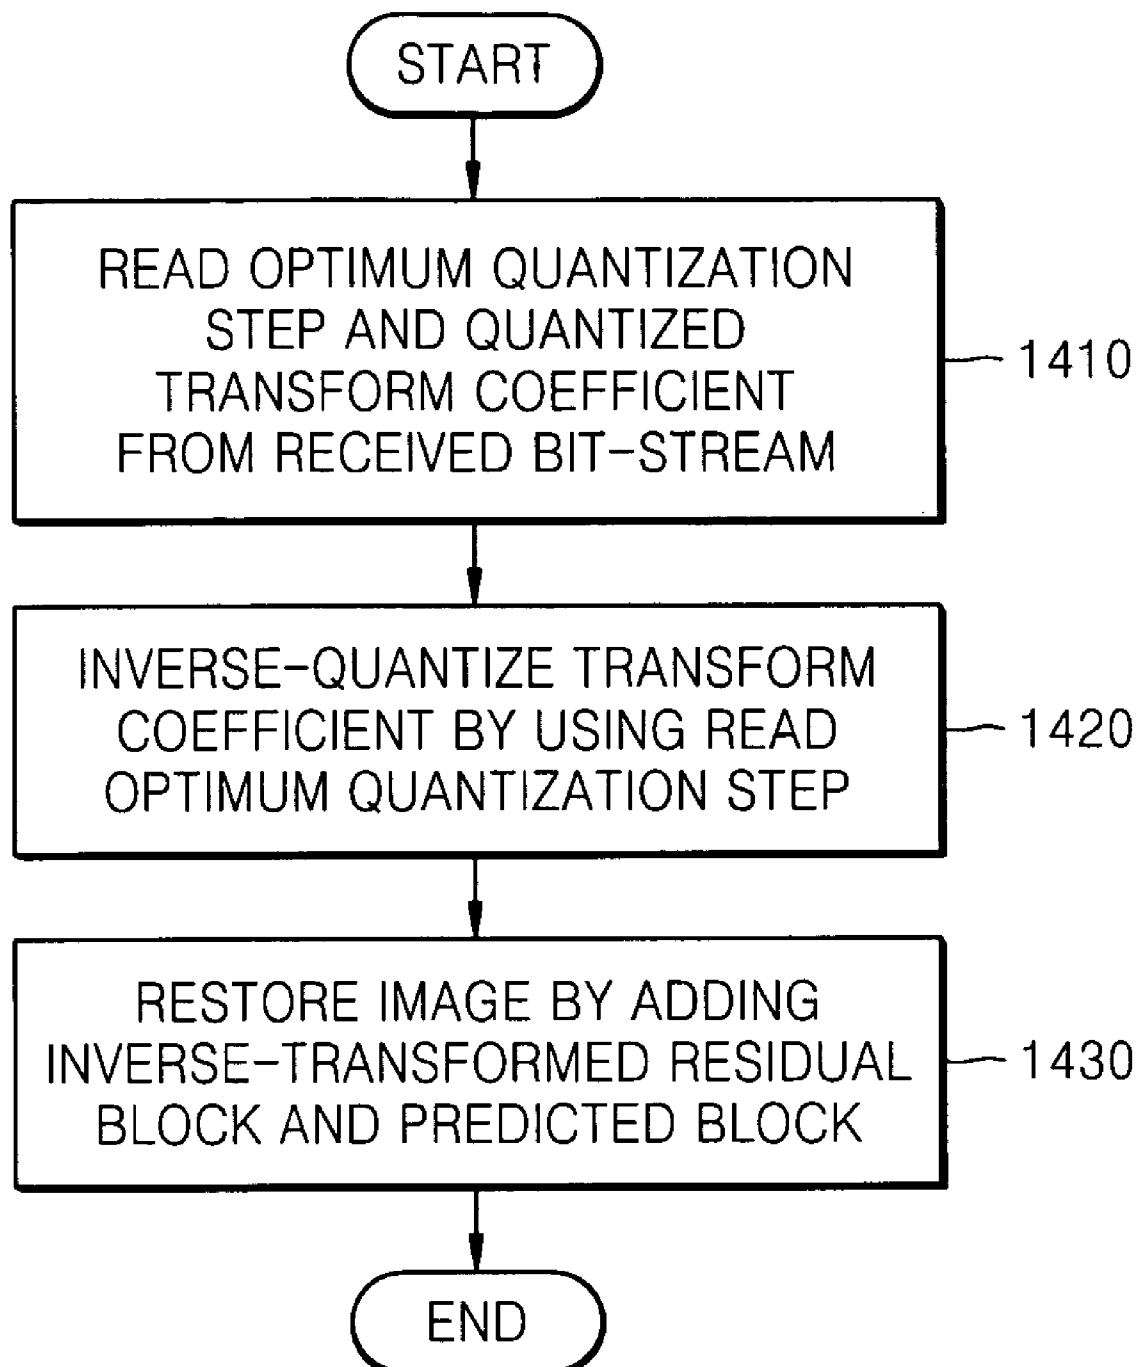 START
READ OPTIMUM QUANTIZATION
STEP AND QUANTIZED
TRANSFORM COEFFICIENT
FROM RECEIVED BIT-STREAM
1410
INVERSE-QUANTIZE TRANSFORM
COEFFICIENT BY USING READ
OPTIMUM QUANTIZATION STEP
1420
RESTORE IMAGE BY ADDING
INVERSE-TRANSFORMED RESIDUAL
BLOCK AND PREDICTED BLOCK
1430
END